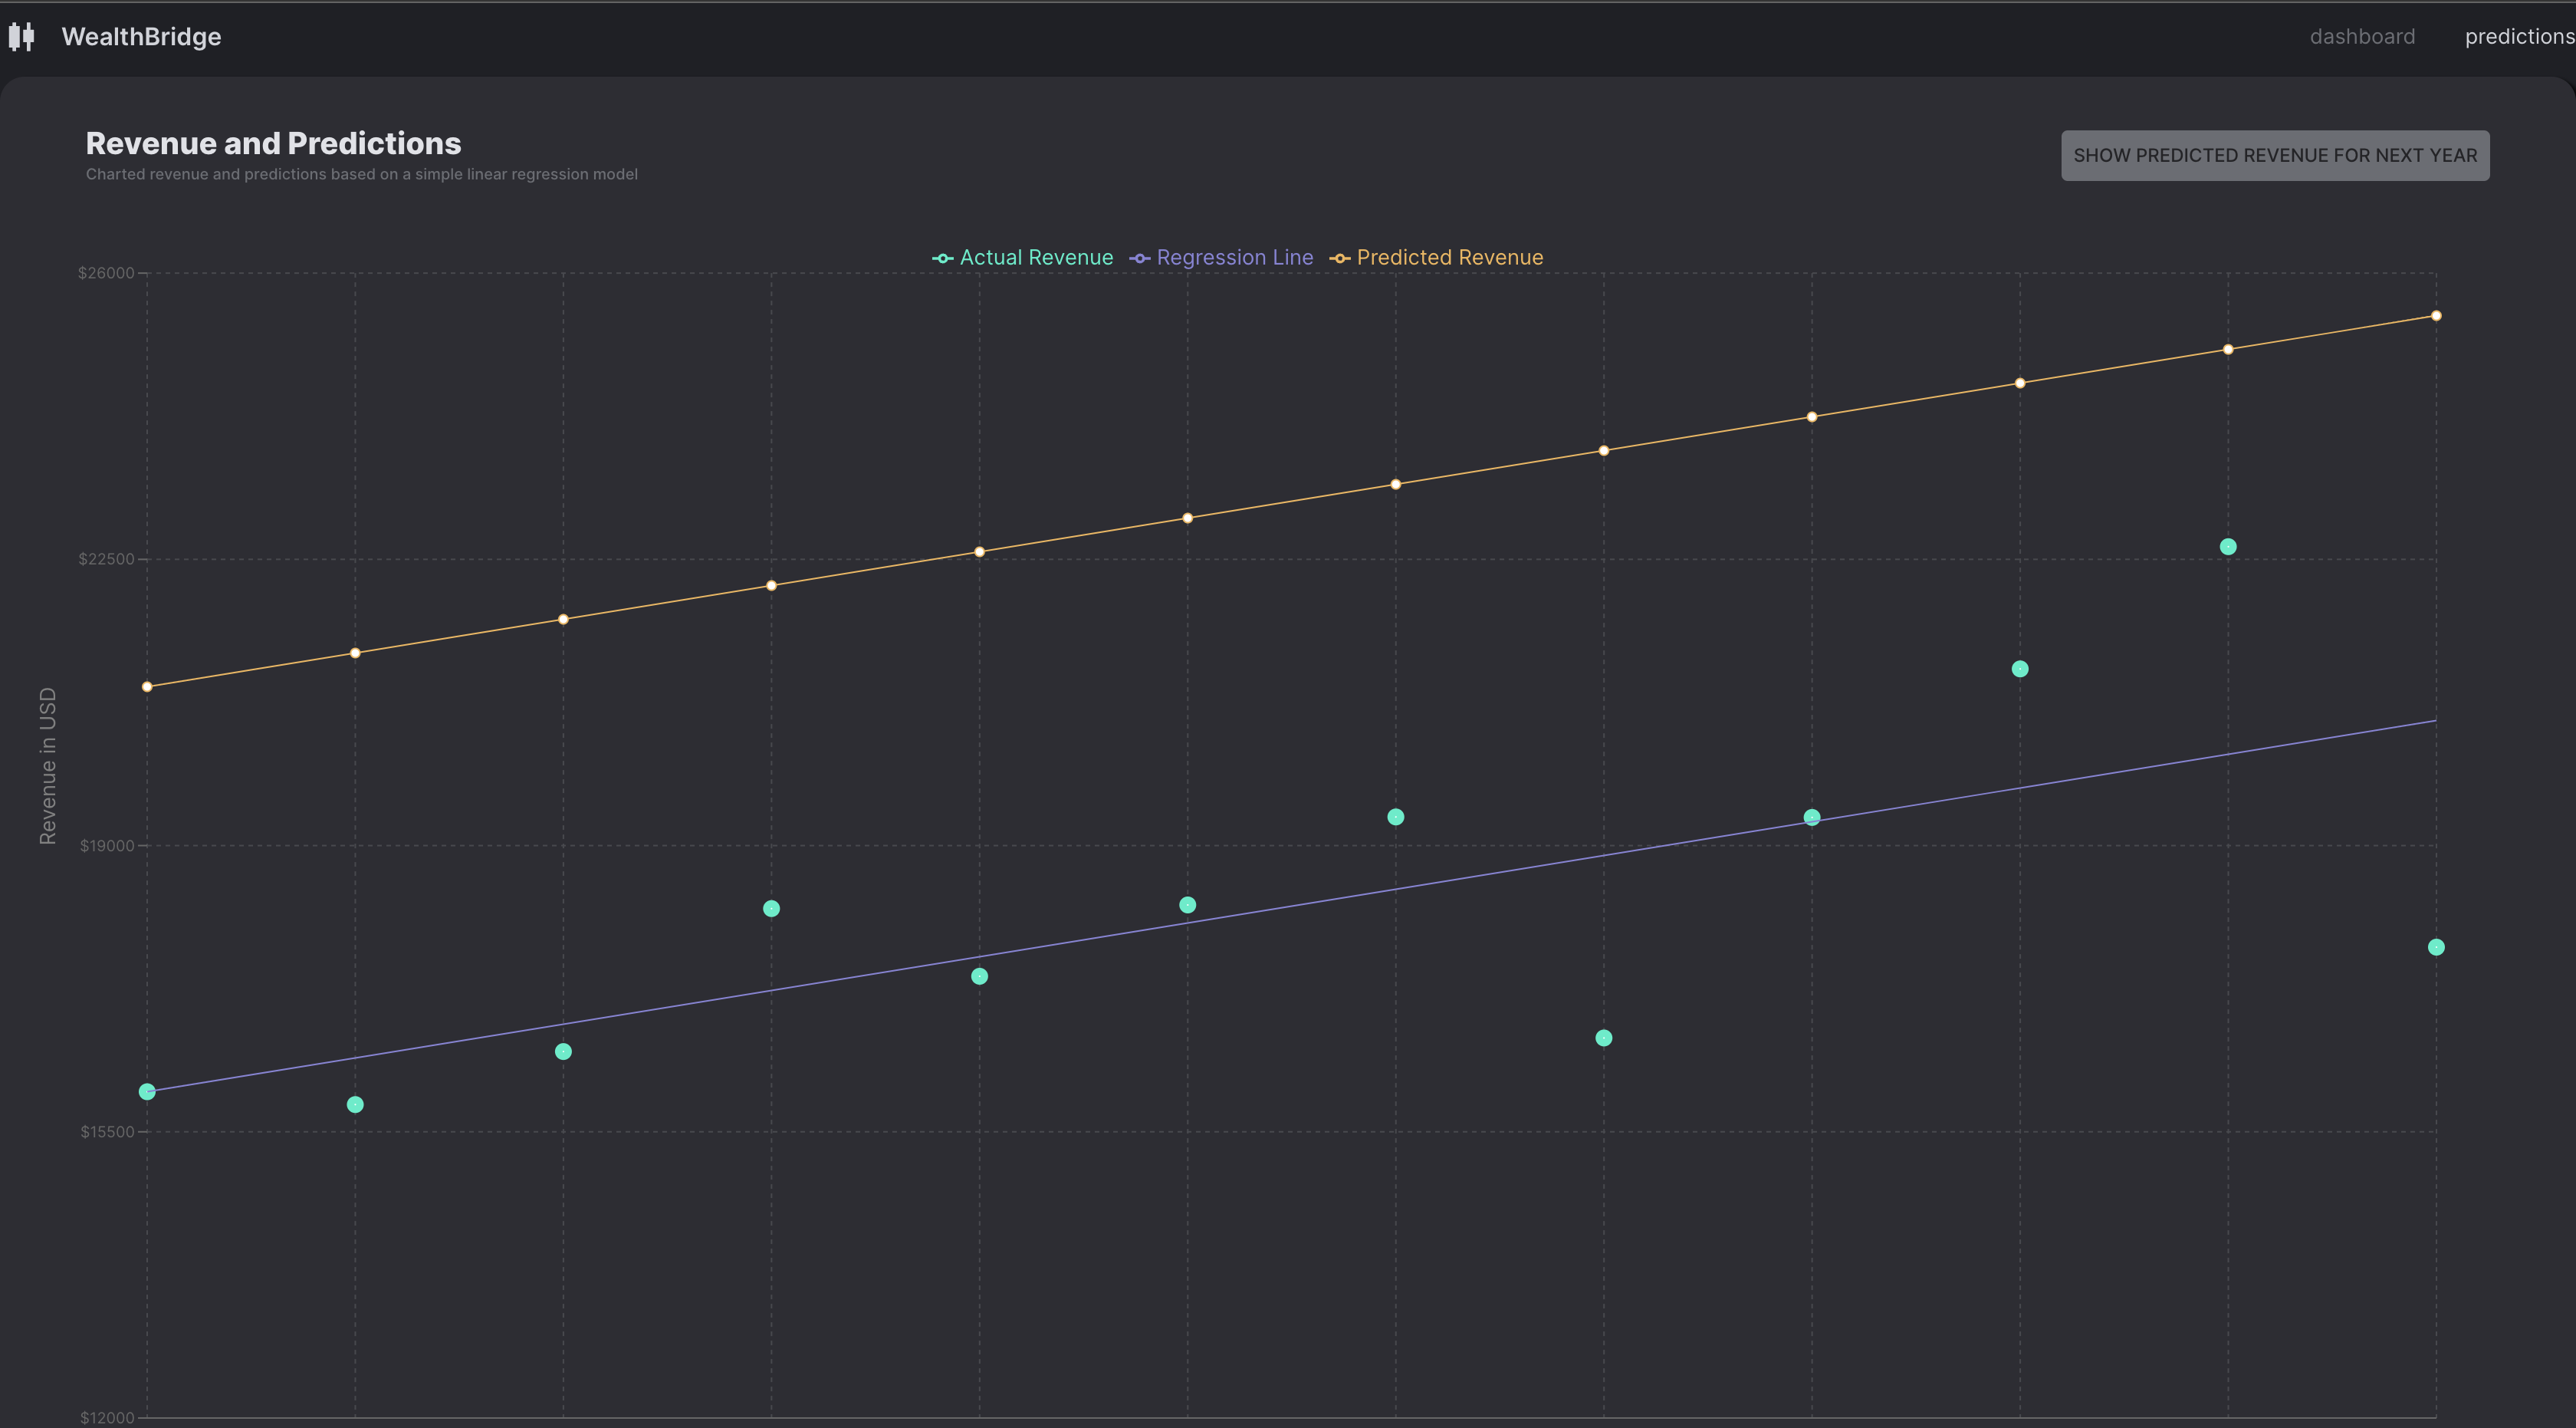 WealthBridge
dashboard
predictions
Revenue and Predictions
Charted revenue and predictions based on a simple linear regression model
SHOW PREDICTED REVENUE FOR NEXT YEAR
Actual Revenue
Regression Line
Predicted Revenue
$26000
$22500
$19000
$15500
$12000
Revenue in USD